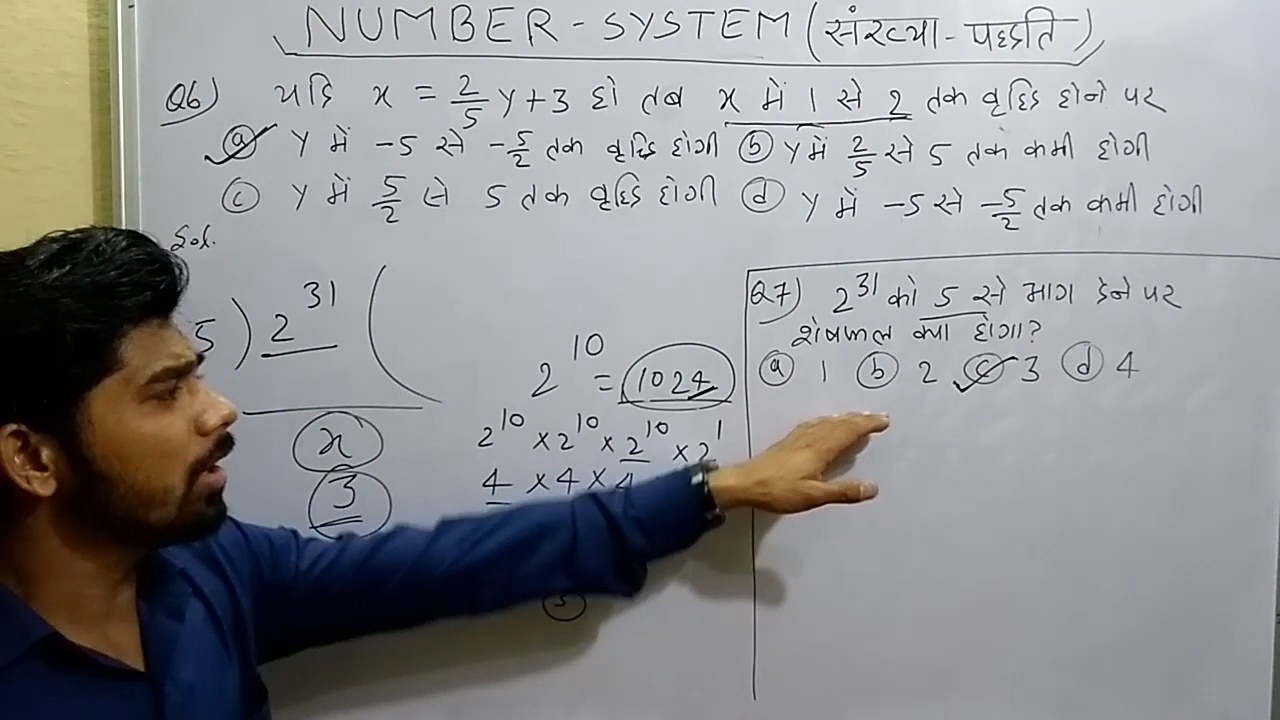 NUMBER-SYSTEM (संख्या-पद्धति)
Q6) यदि x = 2/5 y+3 हो तब x में 1 से 2 तक वृद्धि होने पर
a y में -5 से -5/2 तक वृद्धि होगी b y में 2/5 से 5 तक कमी होगी
c y में 5/2 से 5 तक वृद्धि होगी d y में -5 से -5/2 तक कमी होगी
Sol.
5 ) 2^31 (
x
3
2^10 = 1024
2^10 × 2^10 × 2^10 × 2^1
4 × 4 × 4
Q7) 2^31 को 5 से भाग देने पर
शेषफल क्या होगा?
a 1 b 2 c 3 d 4